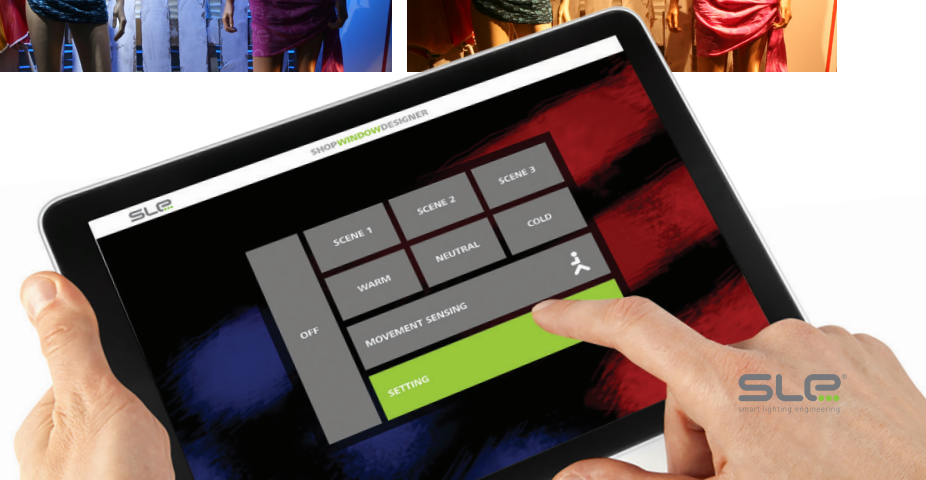 SHOPWINDOWDESIGNER
SLE
SCENE 1
SCENE 2
SCENE 3
WARM
NEUTRAL
COLD
OFF
MOVEMENT SENSING
SETTING
SLE®
smart lighting engineering